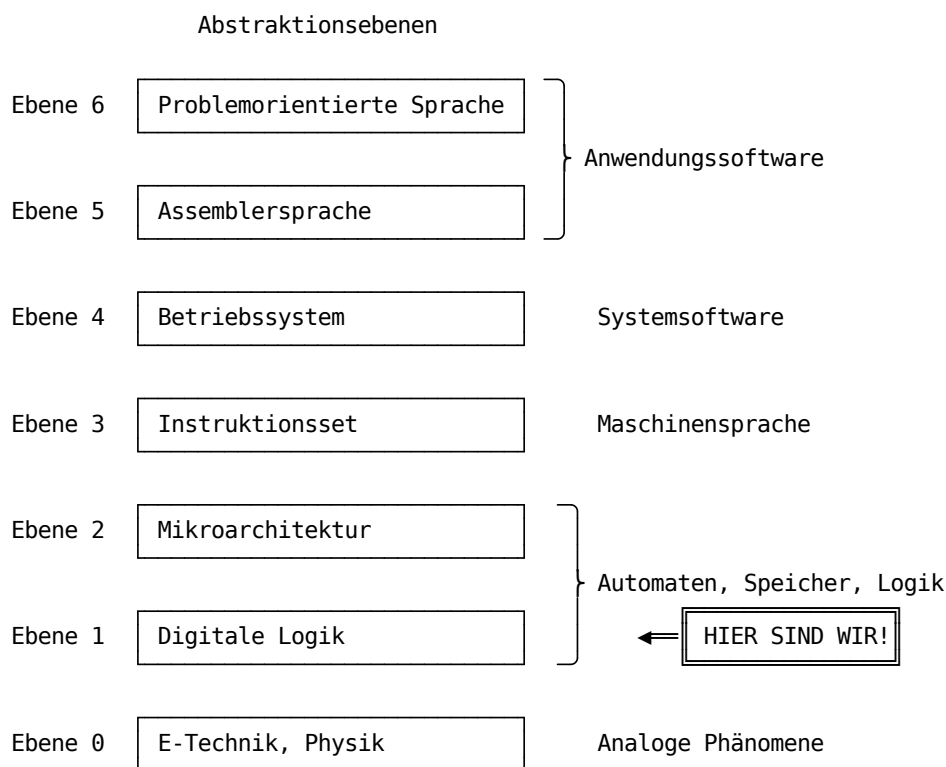 Abstraktionsebenen
Ebene 6 Problemorientierte Sprache
Anwendungssoftware
Ebene 5 Assemblersprache
Ebene 4 Betriebssystem Systemsoftware
Ebene 3 Instruktionsset Maschinensprache
Ebene 2 Mikroarchitektur
Automaten, Speicher, Logik
Ebene 1 Digitale Logik HIER SIND WIR!
Ebene 0 E-Technik, Physik Analoge Phänomene